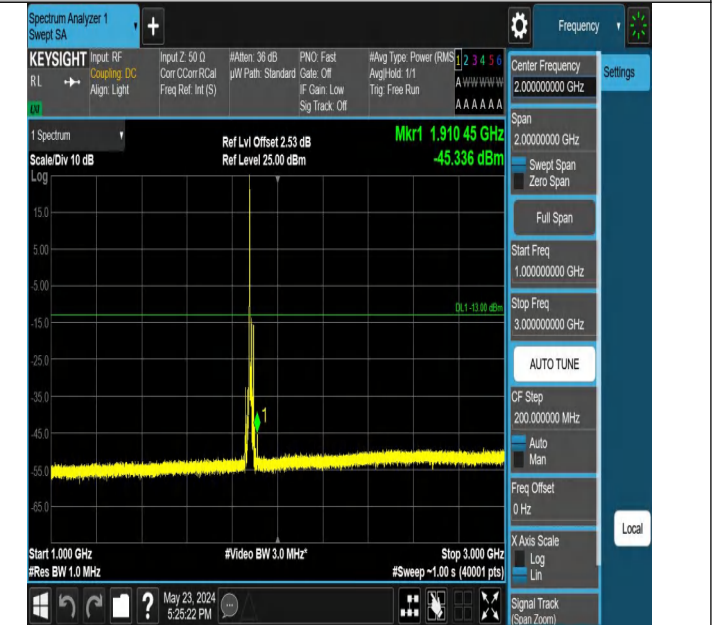 Spectrum Analyzer 1
Swept SA
+
Frequency
KEYSIGHT
RL
LXI
Input: RF
Coupling: DC
Align: Light
Input Z: 50 Ω
Corr CCorr RCal
Freq Ref: Int (S)
#Atten: 36 dB
µW Path: Standard
PNO: Fast
Gate: Off
IF Gain: Low
Sig Track: Off
#Avg Type: Power (RMS
Avg|Hold: 1/1
Trig: Free Run
1 2 3 4 5 6
A W W W W W
A A A A A A
1 Spectrum
Scale/Div 10 dB
Ref Lvl Offset 2.53 dB
Ref Level 25.00 dBm
Mkr1 1.910 45 GHz
-45.336 dBm
Log
15.0
5.00
-5.00
DL1 -13.00 dBm
-15.0
-25.0
-35.0
1
-45.0
-55.0
-65.0
Start 1.000 GHz
#Res BW 1.0 MHz
#Video BW 3.0 MHz*
Stop 3.000 GHz
#Sweep ~1.00 s (40001 pts)
?
May 23, 2024
5:25:22 PM
Center Frequency
2.000000000 GHz
Settings
Span
2.00000000 GHz
Swept Span
Zero Span
Full Span
Start Freq
1.000000000 GHz
Stop Freq
3.000000000 GHz
AUTO TUNE
CF Step
200.000000 MHz
Auto
Man
Freq Offset
0 Hz
X Axis Scale
Log
Lin
Local
Signal Track
(Span Zoom)